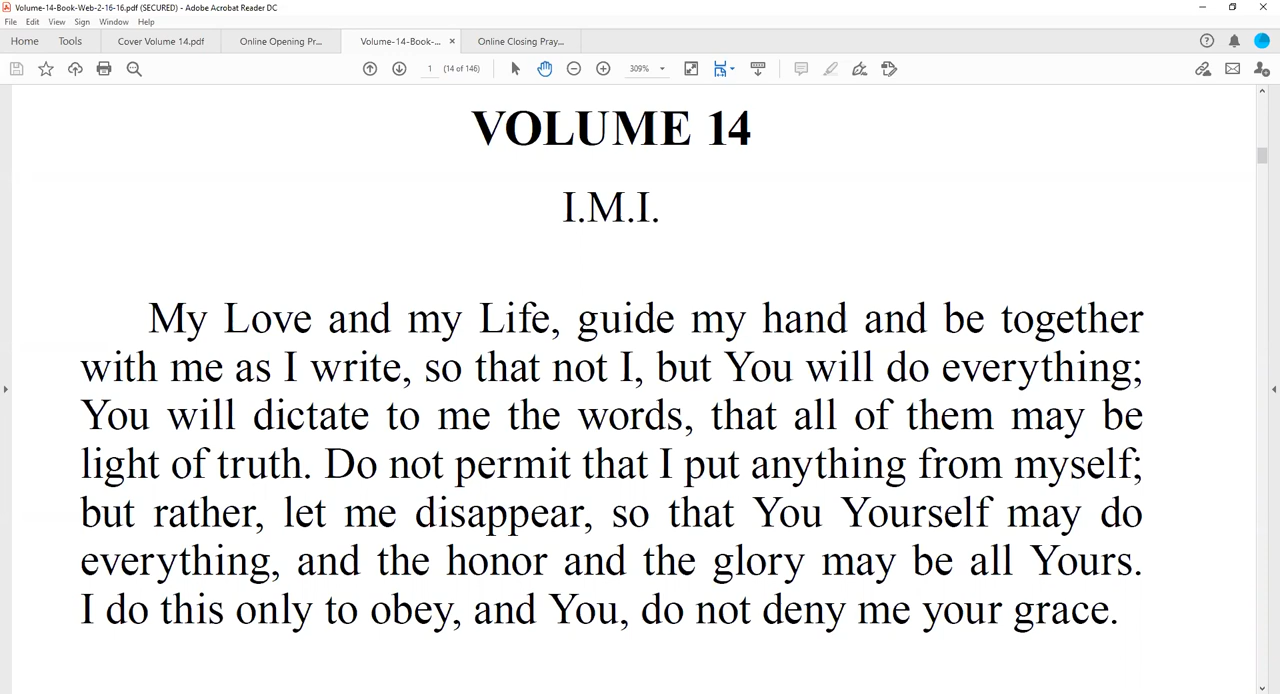 Volume-14-Book-Web-2-16-16.pdf (SECURED) - Adobe Acrobat Reader DC
File Edit View Sign Window Help
Home Tools Cover Volume 14.pdf Online Opening Pr... Volume-14-Book-... × Online Closing Pray...
1 (14 of 146) 309%
VOLUME 14
I.M.I.
My Love and my Life, guide my hand and be together
with me as I write, so that not I, but You will do everything;
You will dictate to me the words, that all of them may be
light of truth. Do not permit that I put anything from myself;
but rather, let me disappear, so that You Yourself may do
everything, and the honor and the glory may be all Yours.
I do this only to obey, and You, do not deny me your grace.